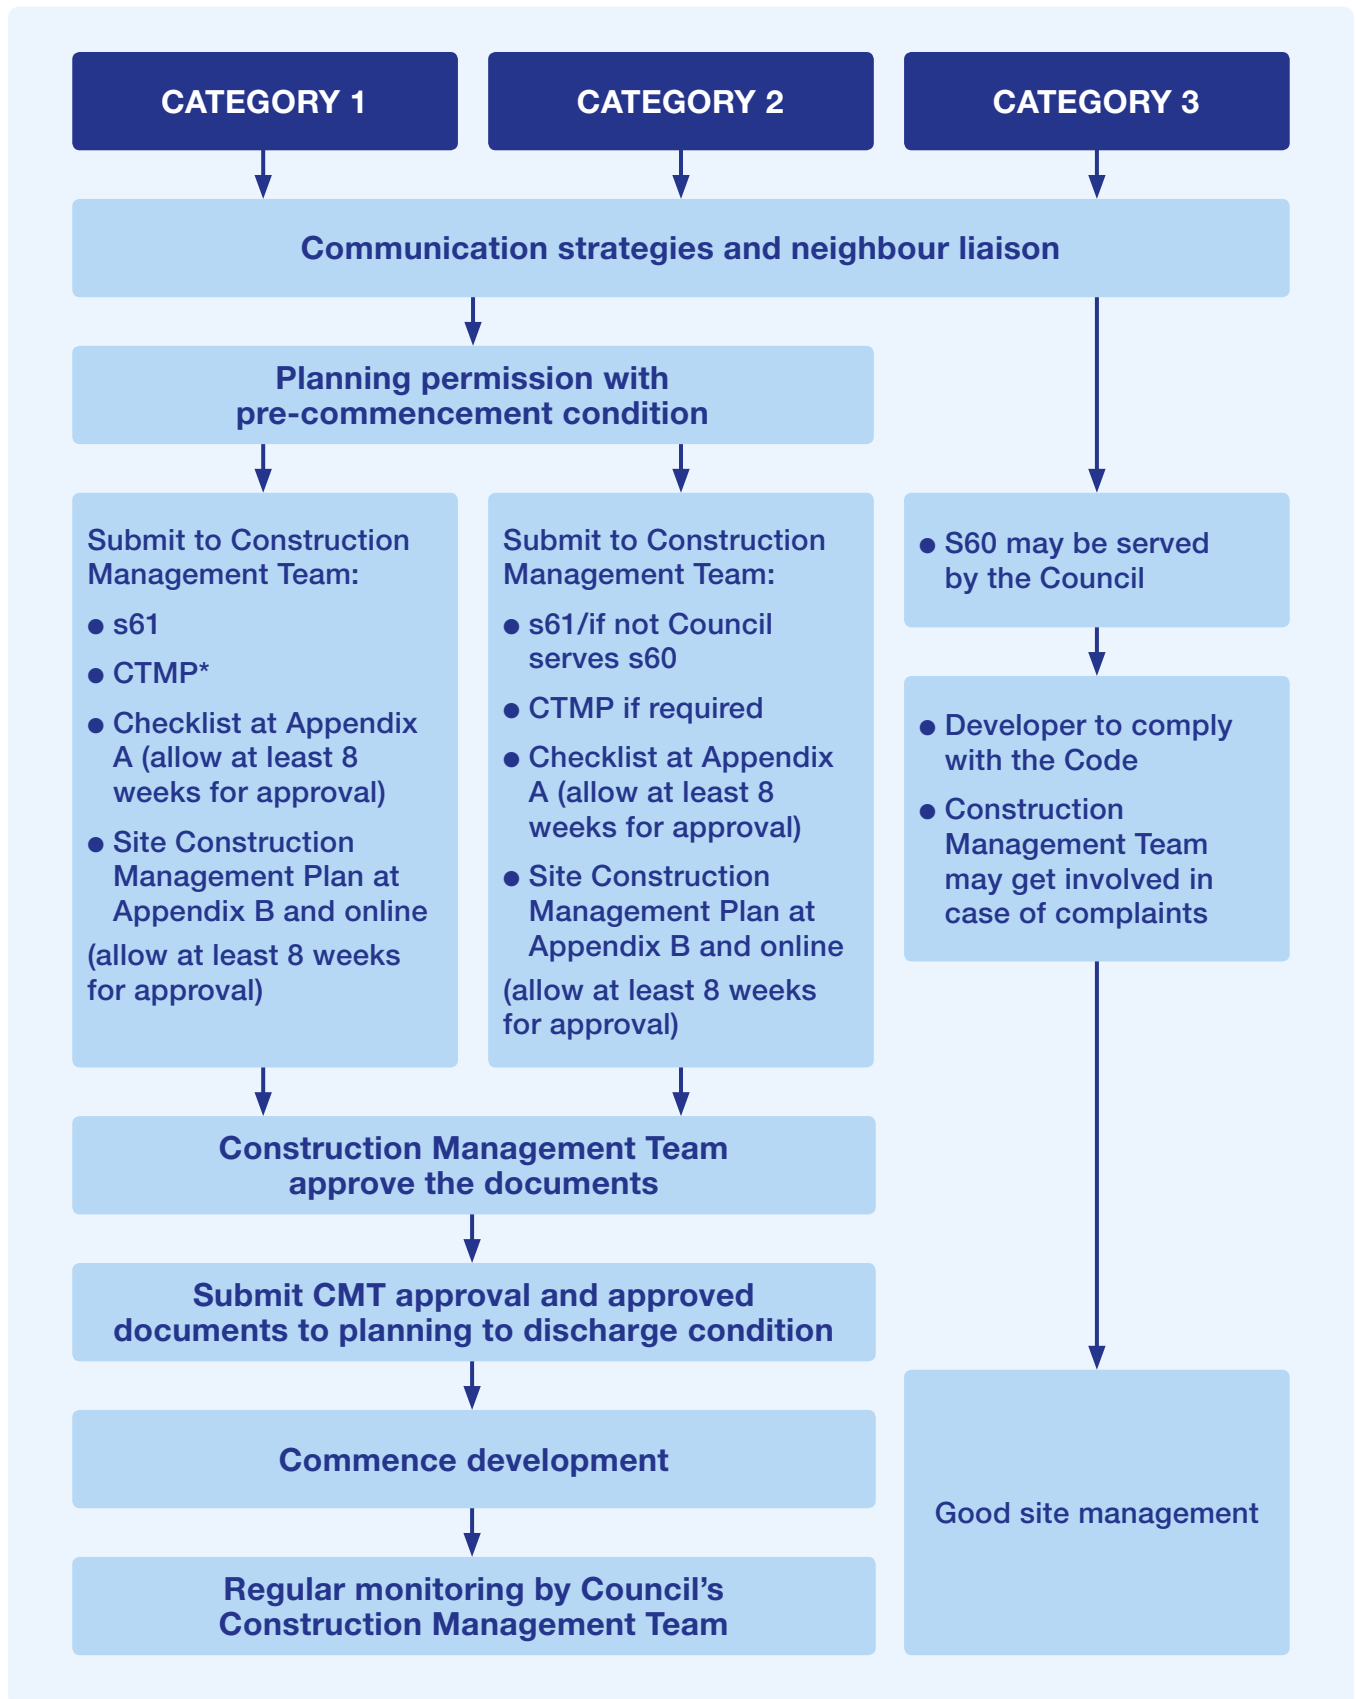 CATEGORY 1
CATEGORY 2
CATEGORY 3
Communication strategies and neighbour liaison
Planning permission with
pre-commencement condition
Submit to Construction
Management Team:
● s61
● CTMP*
● Checklist at Appendix
A (allow at least 8
weeks for approval)
● Site Construction
Management Plan at
Appendix B and online
(allow at least 8 weeks
for approval)
Submit to Construction
Management Team:
● s61/if not Council
serves s60
● CTMP if required
● Checklist at Appendix
A (allow at least 8
weeks for approval)
● Site Construction
Management Plan at
Appendix B and online
(allow at least 8 weeks
for approval)
● S60 may be served
by the Council
● Developer to comply
with the Code
● Construction
Management Team
may get involved in
case of complaints
Construction Management Team
approve the documents
Submit CMT approval and approved
documents to planning to discharge condition
Commence development
Good site management
Regular monitoring by Council’s
Construction Management Team